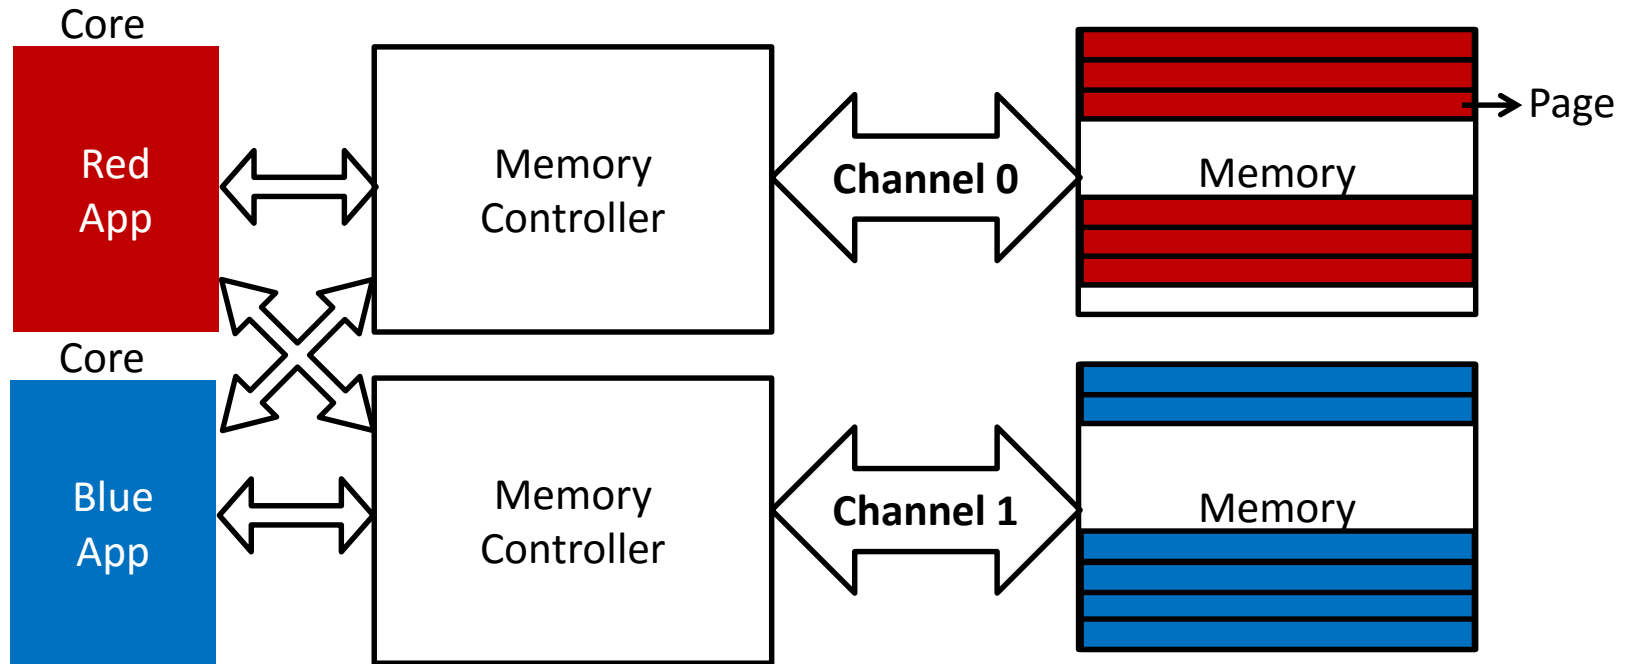 Core
Red
App
Memory
Controller
Channel 0
Memory
Page
Core
Blue
App
Memory
Controller
Channel 1
Memory